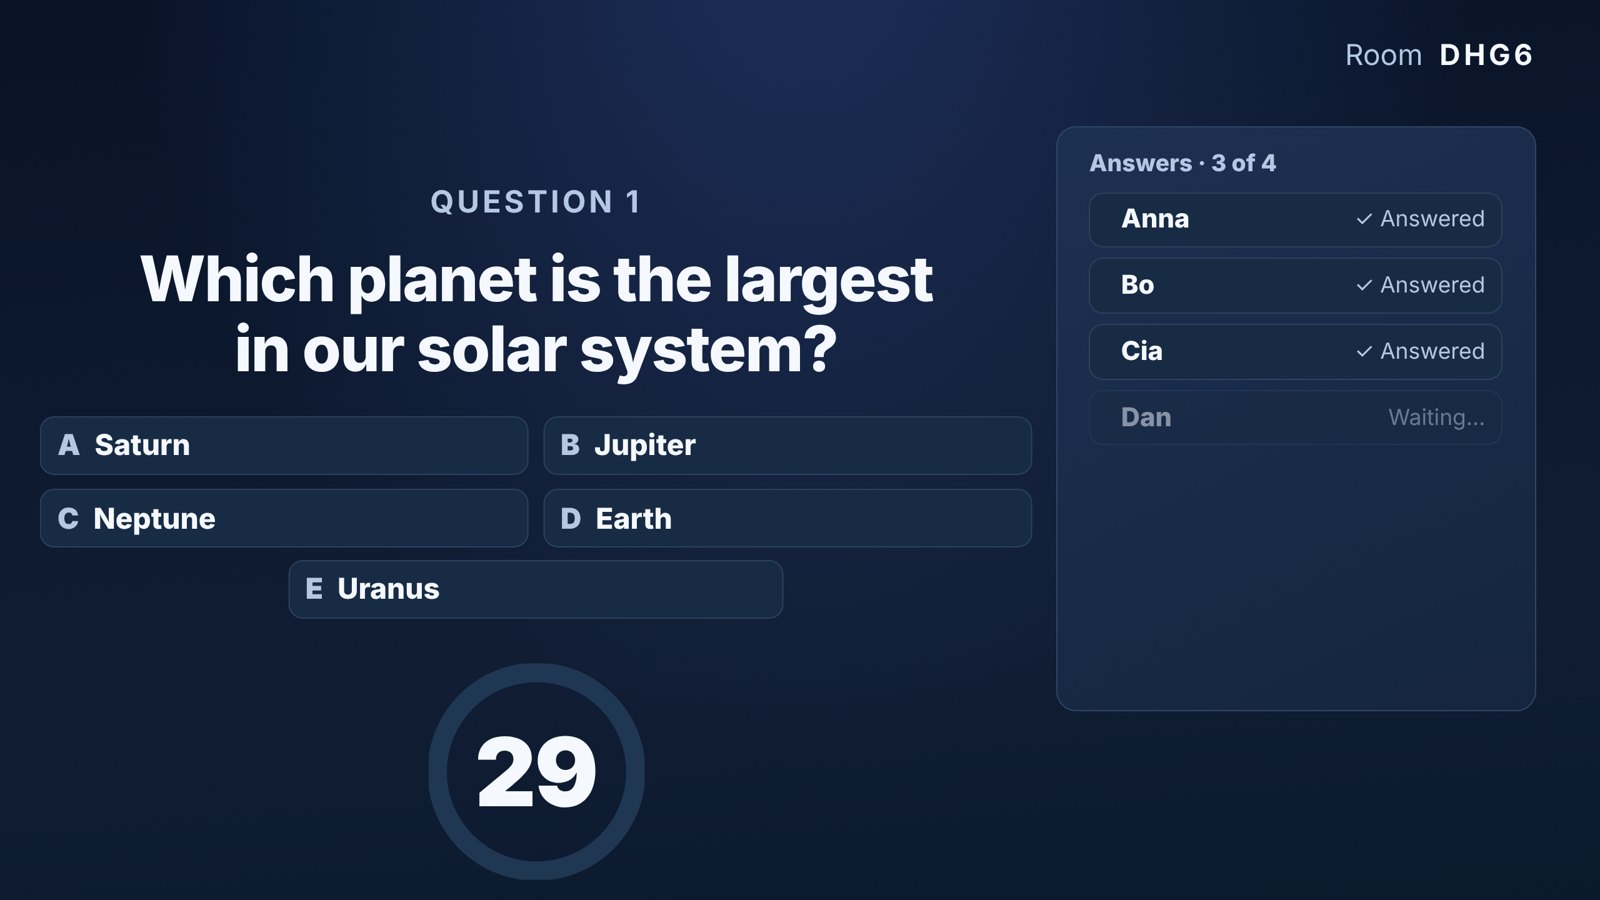 Room DHG6
QUESTION 1
Which planet is the largest
in our solar system?
A Saturn
B Jupiter
C Neptune
D Earth
E Uranus
29
Answers · 3 of 4
Anna ✓ Answered
Bo ✓ Answered
Cia ✓ Answered
Dan Waiting...